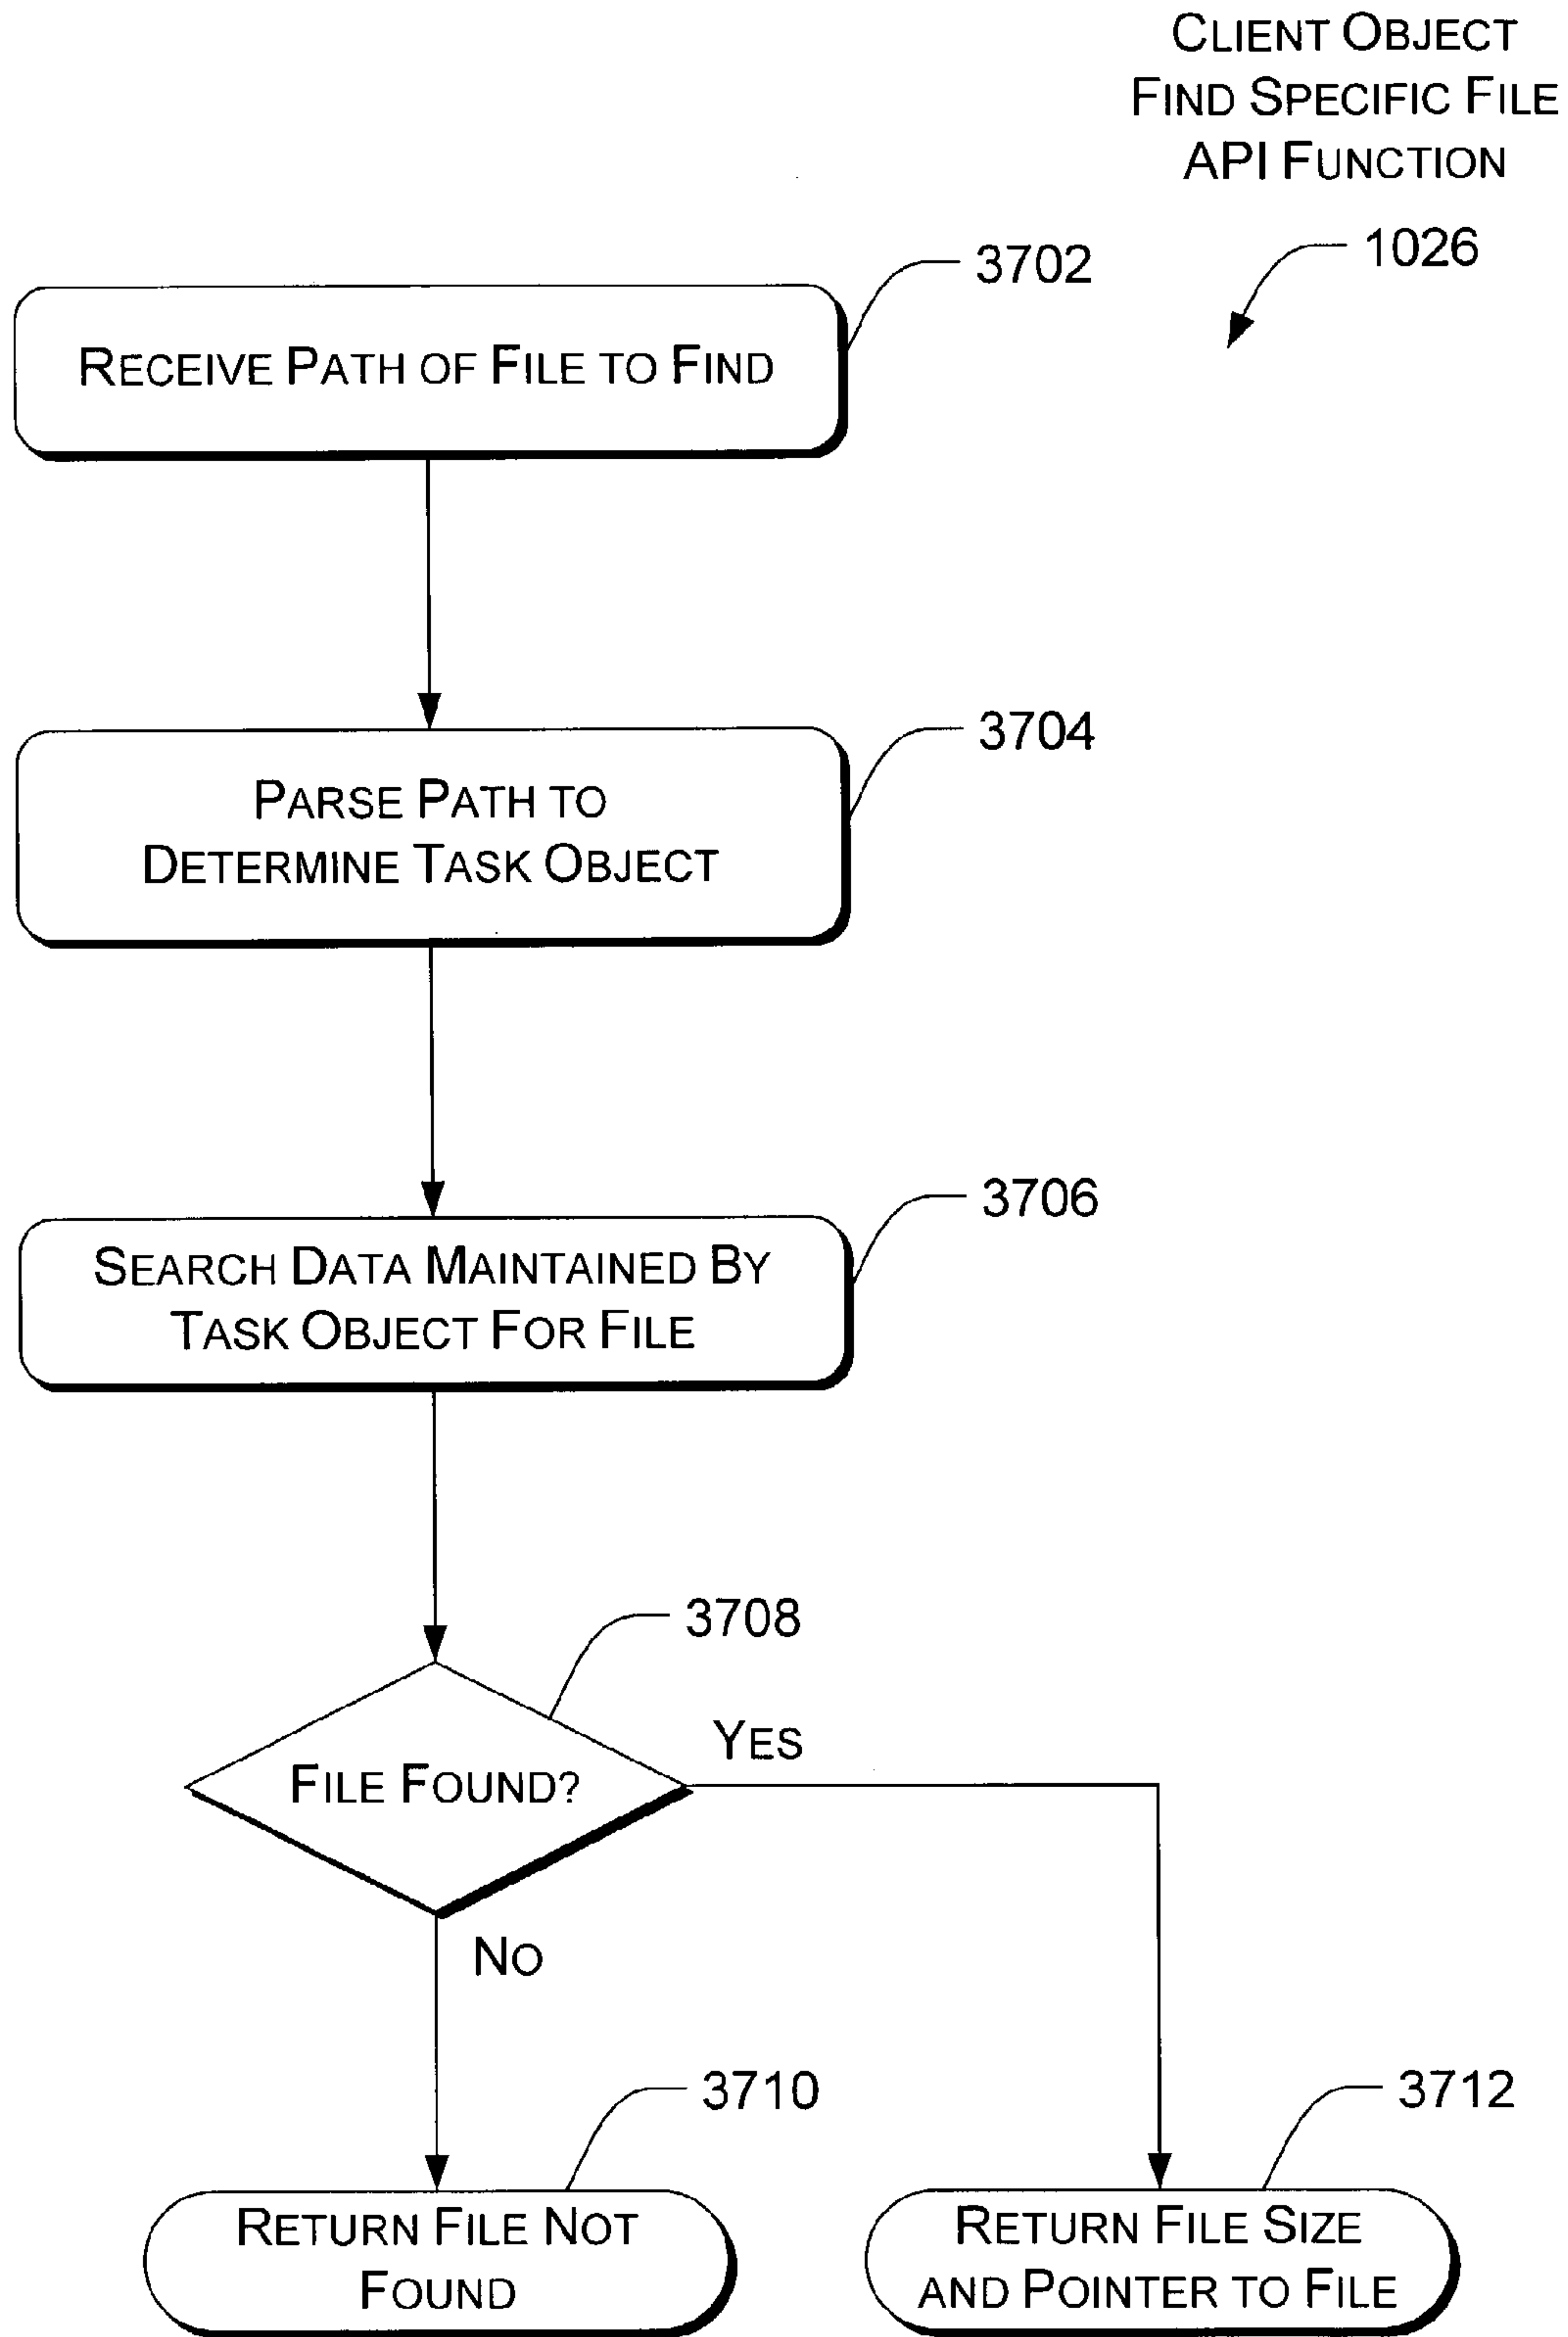 CLIENT OBJECT
FIND SPECIFIC FILE
API FUNCTION
1026
3702
RECEIVE PATH OF FILE TO FIND
3704
PARSE PATH TO
DETERMINE TASK OBJECT
3706
SEARCH DATA MAINTAINED BY
TASK OBJECT FOR FILE
3708
FILE FOUND?
YES
NO
3710
RETURN FILE NOT
FOUND
3712
RETURN FILE SIZE
AND POINTER TO FILE